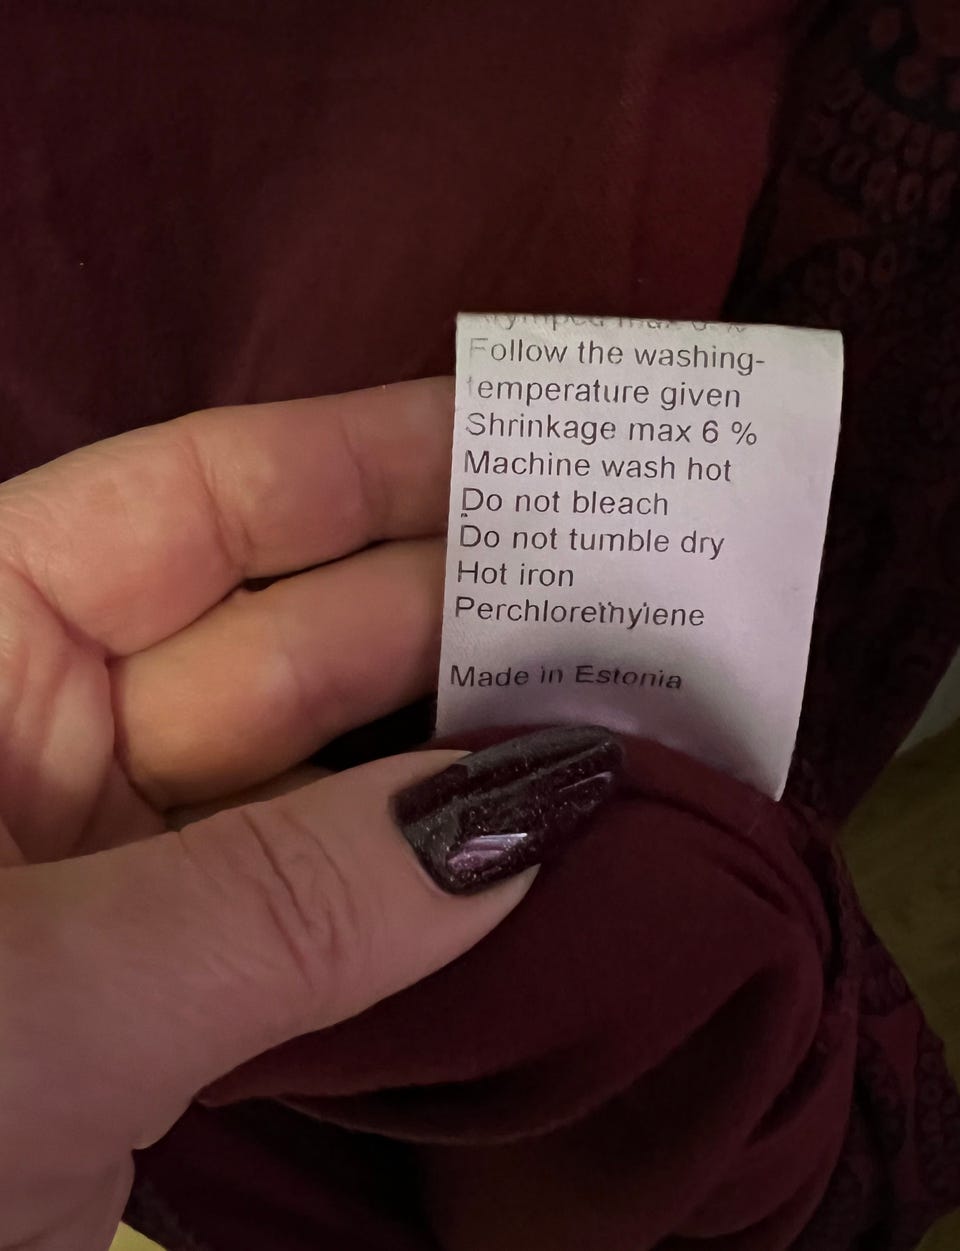 Follow the washing-
temperature given
Shrinkage max 6 %
Machine wash hot
Do not bleach
Do not tumble dry
Hot iron
Perchlorethylene
Made in Estonia